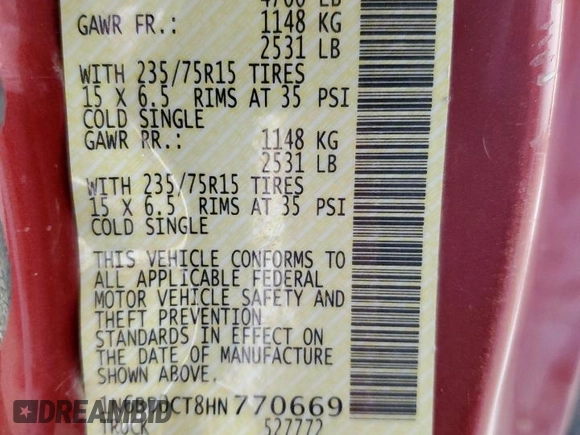 GAWR FR.: 1148 KG
2531 LB
WITH 235/75R15 TIRES
15 X 6.5 RIMS AT 35 PSI
COLD SINGLE
GAWR RR.: 1148 KG
2531 LB
WITH 235/75R15 TIRES
15 X 6.5 RIMS AT 35 PSI
COLD SINGLE
THIS VEHICLE CONFORMS TO
ALL APPLICABLE FEDERAL
MOTOR VEHICLE SAFETY AND
THEFT PREVENTION
STANDARDS IN EFFECT ON
THE DATE OF MANUFACTURE
SHOWN ABOVE.
770669
TRUCK 527772
DREAMBID